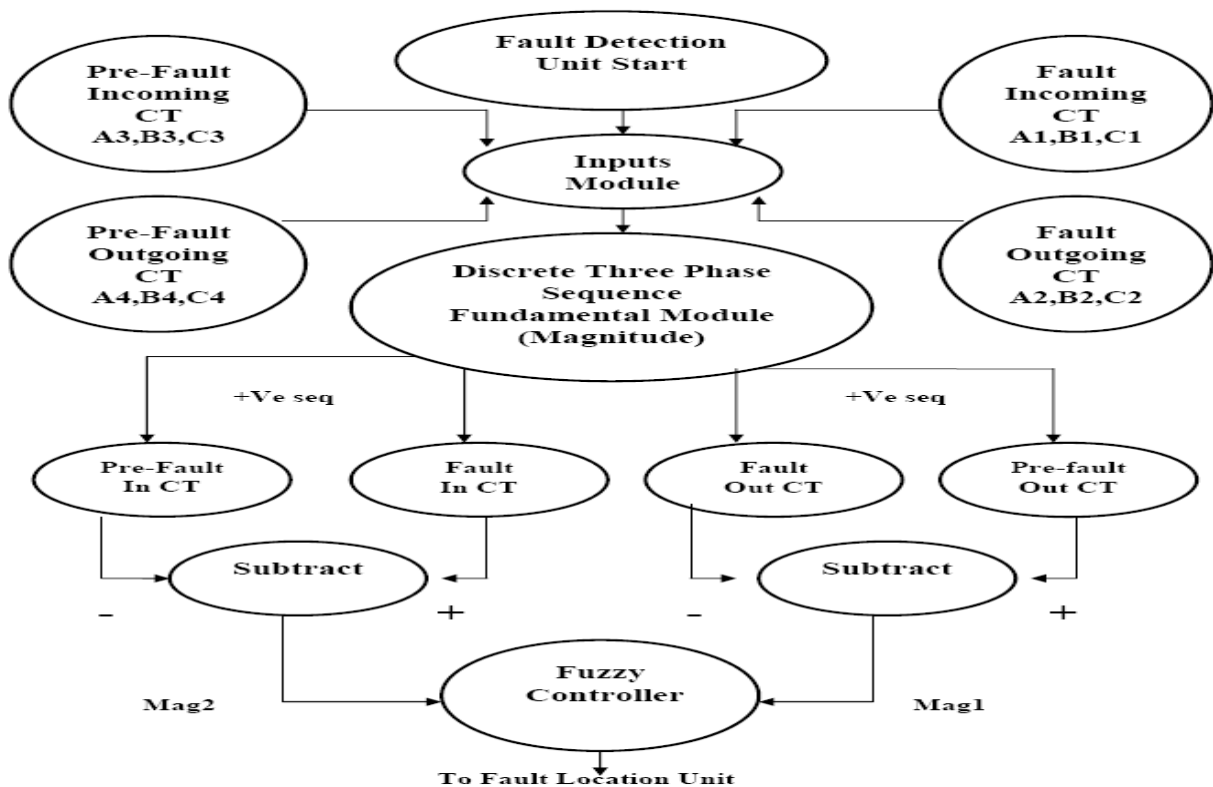 Fault Detection
Unit Start
Pre-Fault
Incoming
CT
A3,B3,C3
Fault
Incoming
CT
A1,B1,C1
Inputs
Module
Pre-Fault
Outgoing
CT
A4,B4,C4
Fault
Outgoing
CT
A2,B2,C2
Discrete Three Phase
Sequence
Fundamental Module
(Magnitude)
+Ve seq
+Ve seq
Pre-Fault
In CT
Fault
In CT
Fault
Out CT
Pre-fault
Out CT
Subtract
Subtract
-
+
-
+
Fuzzy
Controller
Mag2
Mag1
To Fault Location Unit